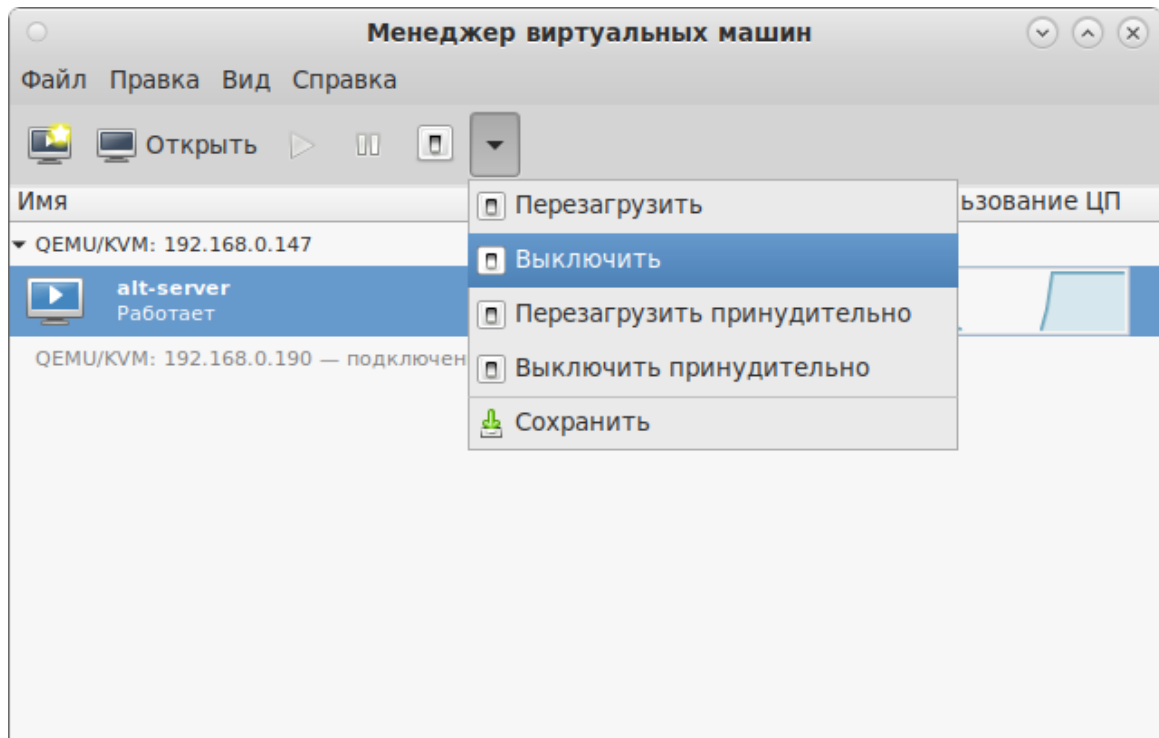 Менеджер виртуальных машин
Файл Правка Вид Справка
Открыть
Имя
ьзование ЦП
QEMU/KVM: 192.168.0.147
alt-server
Работает
QEMU/KVM: 192.168.0.190 — подключен
Перезагрузить
Выключить
Перезагрузить принудительно
Выключить принудительно
Сохранить